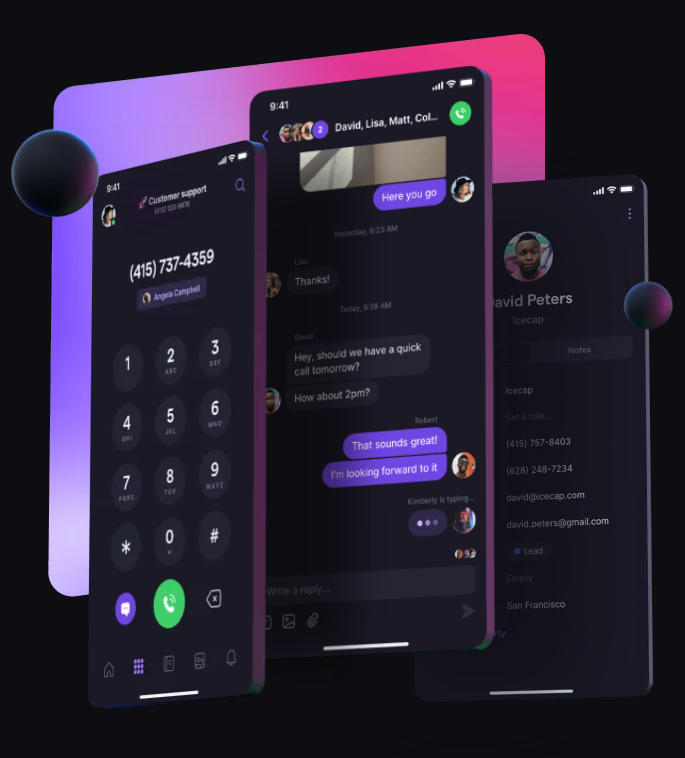 9:41
🚀 Customer support
(415) 123-9876
(415) 737-4359
Angela Campbell
1
2
ABC
3
DEF
4
GHI
5
JKL
6
MNO
7
PQRS
8
TUV
9
WXYZ
*
0
+
#
9:41
2
David, Lisa, Matt, Col...
Here you go
Yesterday, 8:23 AM
Lisa
Thanks!
Today, 9:38 AM
David
Hey, should we have a quick
call tomorrow?
How about 2pm?
Robert
That sounds great!
I'm looking forward to it
Kimberly is typing...
Write a reply...
David Peters
Icecap
Notes
Icecap
Set a role...
(415) 757-8403
(628) 248-7234
david@icecap.com
david.peters@gmail.com
Lead
Empty
San Francisco